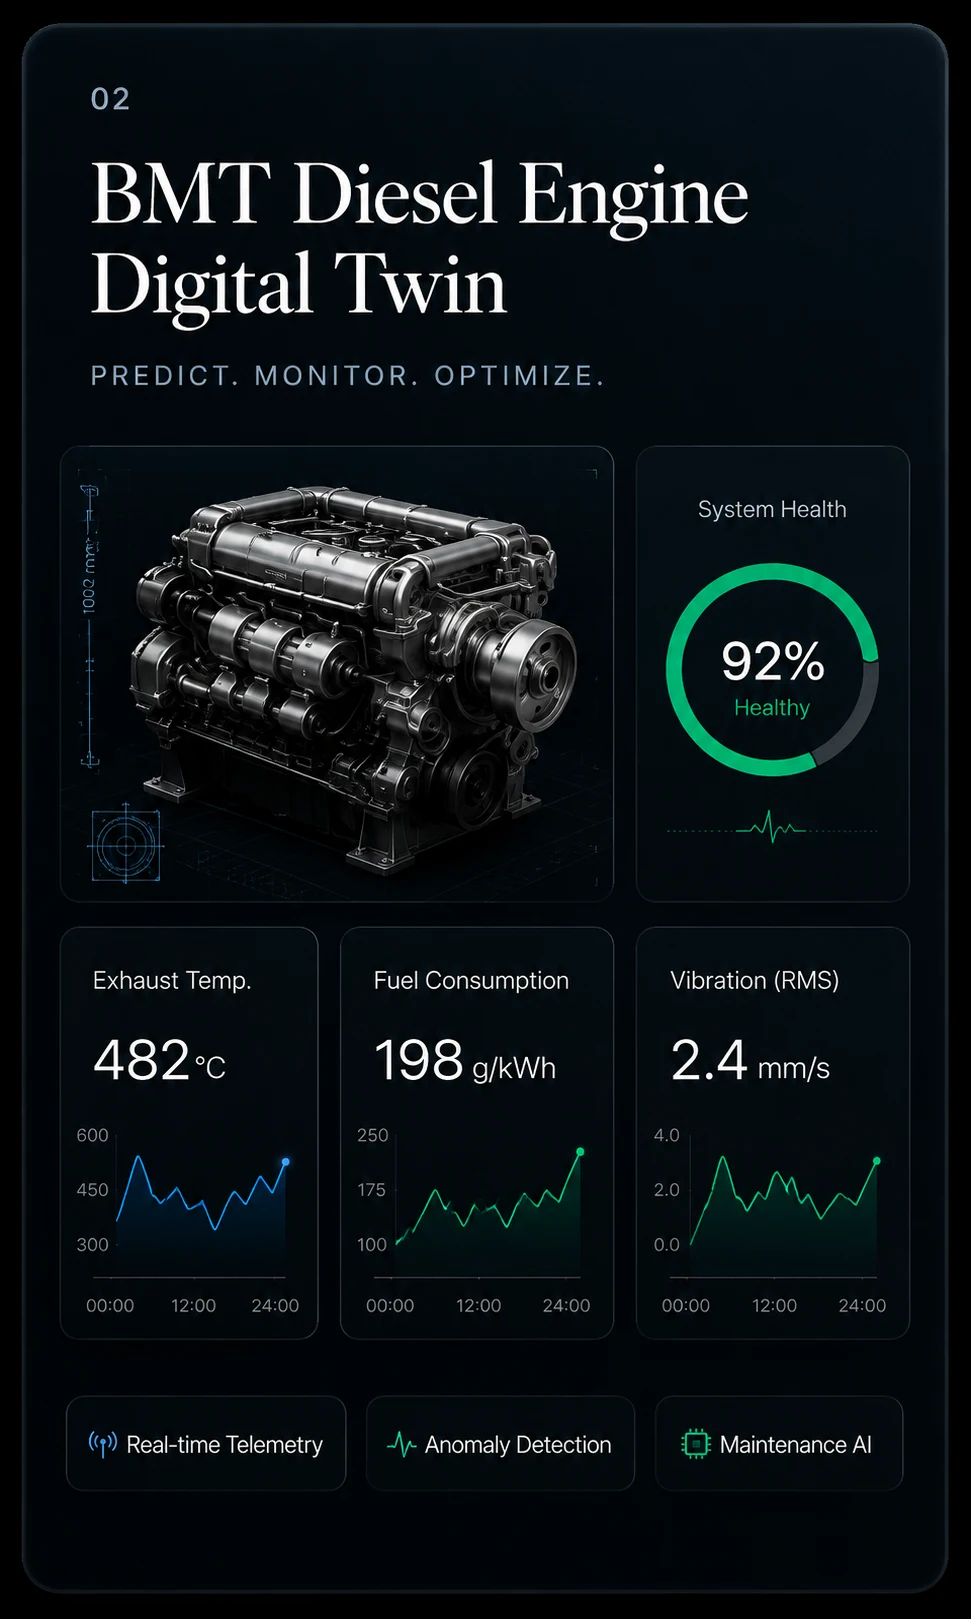 02
BMT Diesel Engine
Digital Twin
PREDICT. MONITOR. OPTIMIZE.
1002 mm
System Health
92%
Healthy
Exhaust Temp.
482 °C
600
450
300
00:00 12:00 24:00
Fuel Consumption
198 g/kWh
250
175
100
00:00 12:00 24:00
Vibration (RMS)
2.4 mm/s
4.0
2.0
0.0
00:00 12:00 24:00
Real-time Telemetry
Anomaly Detection
Maintenance AI